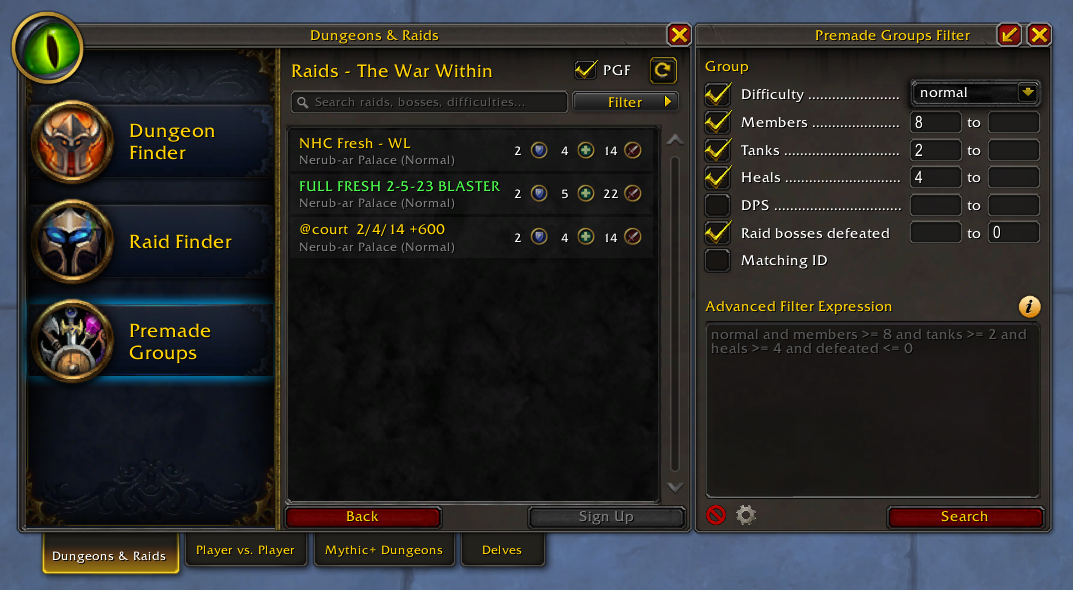 Dungeons & Raids
Premade Groups Filter
Dungeon
Finder
Raid Finder
Premade
Groups
Raids - The War Within
PGF
Search raids, bosses, difficulties...
Filter
NHC Fresh - WL
Nerub-ar Palace (Normal)
2 4 14
FULL FRESH 2-5-23 BLASTER
Nerub-ar Palace (Normal)
2 5 22
@court 2/4/14 +600
Nerub-ar Palace (Normal)
2 4 14
Back
Sign Up
Group
Difficulty ....................... normal
Members ...................... 8 to
Tanks ............................. 2 to
Heals ............................. 4 to
DPS ................................ to
Raid bosses defeated to 0
Matching ID
Advanced Filter Expression
i
normal and members >= 8 and tanks >= 2 and
heals >= 4 and defeated <= 0
Search
Dungeons & Raids
Player vs. Player
Mythic+ Dungeons
Delves